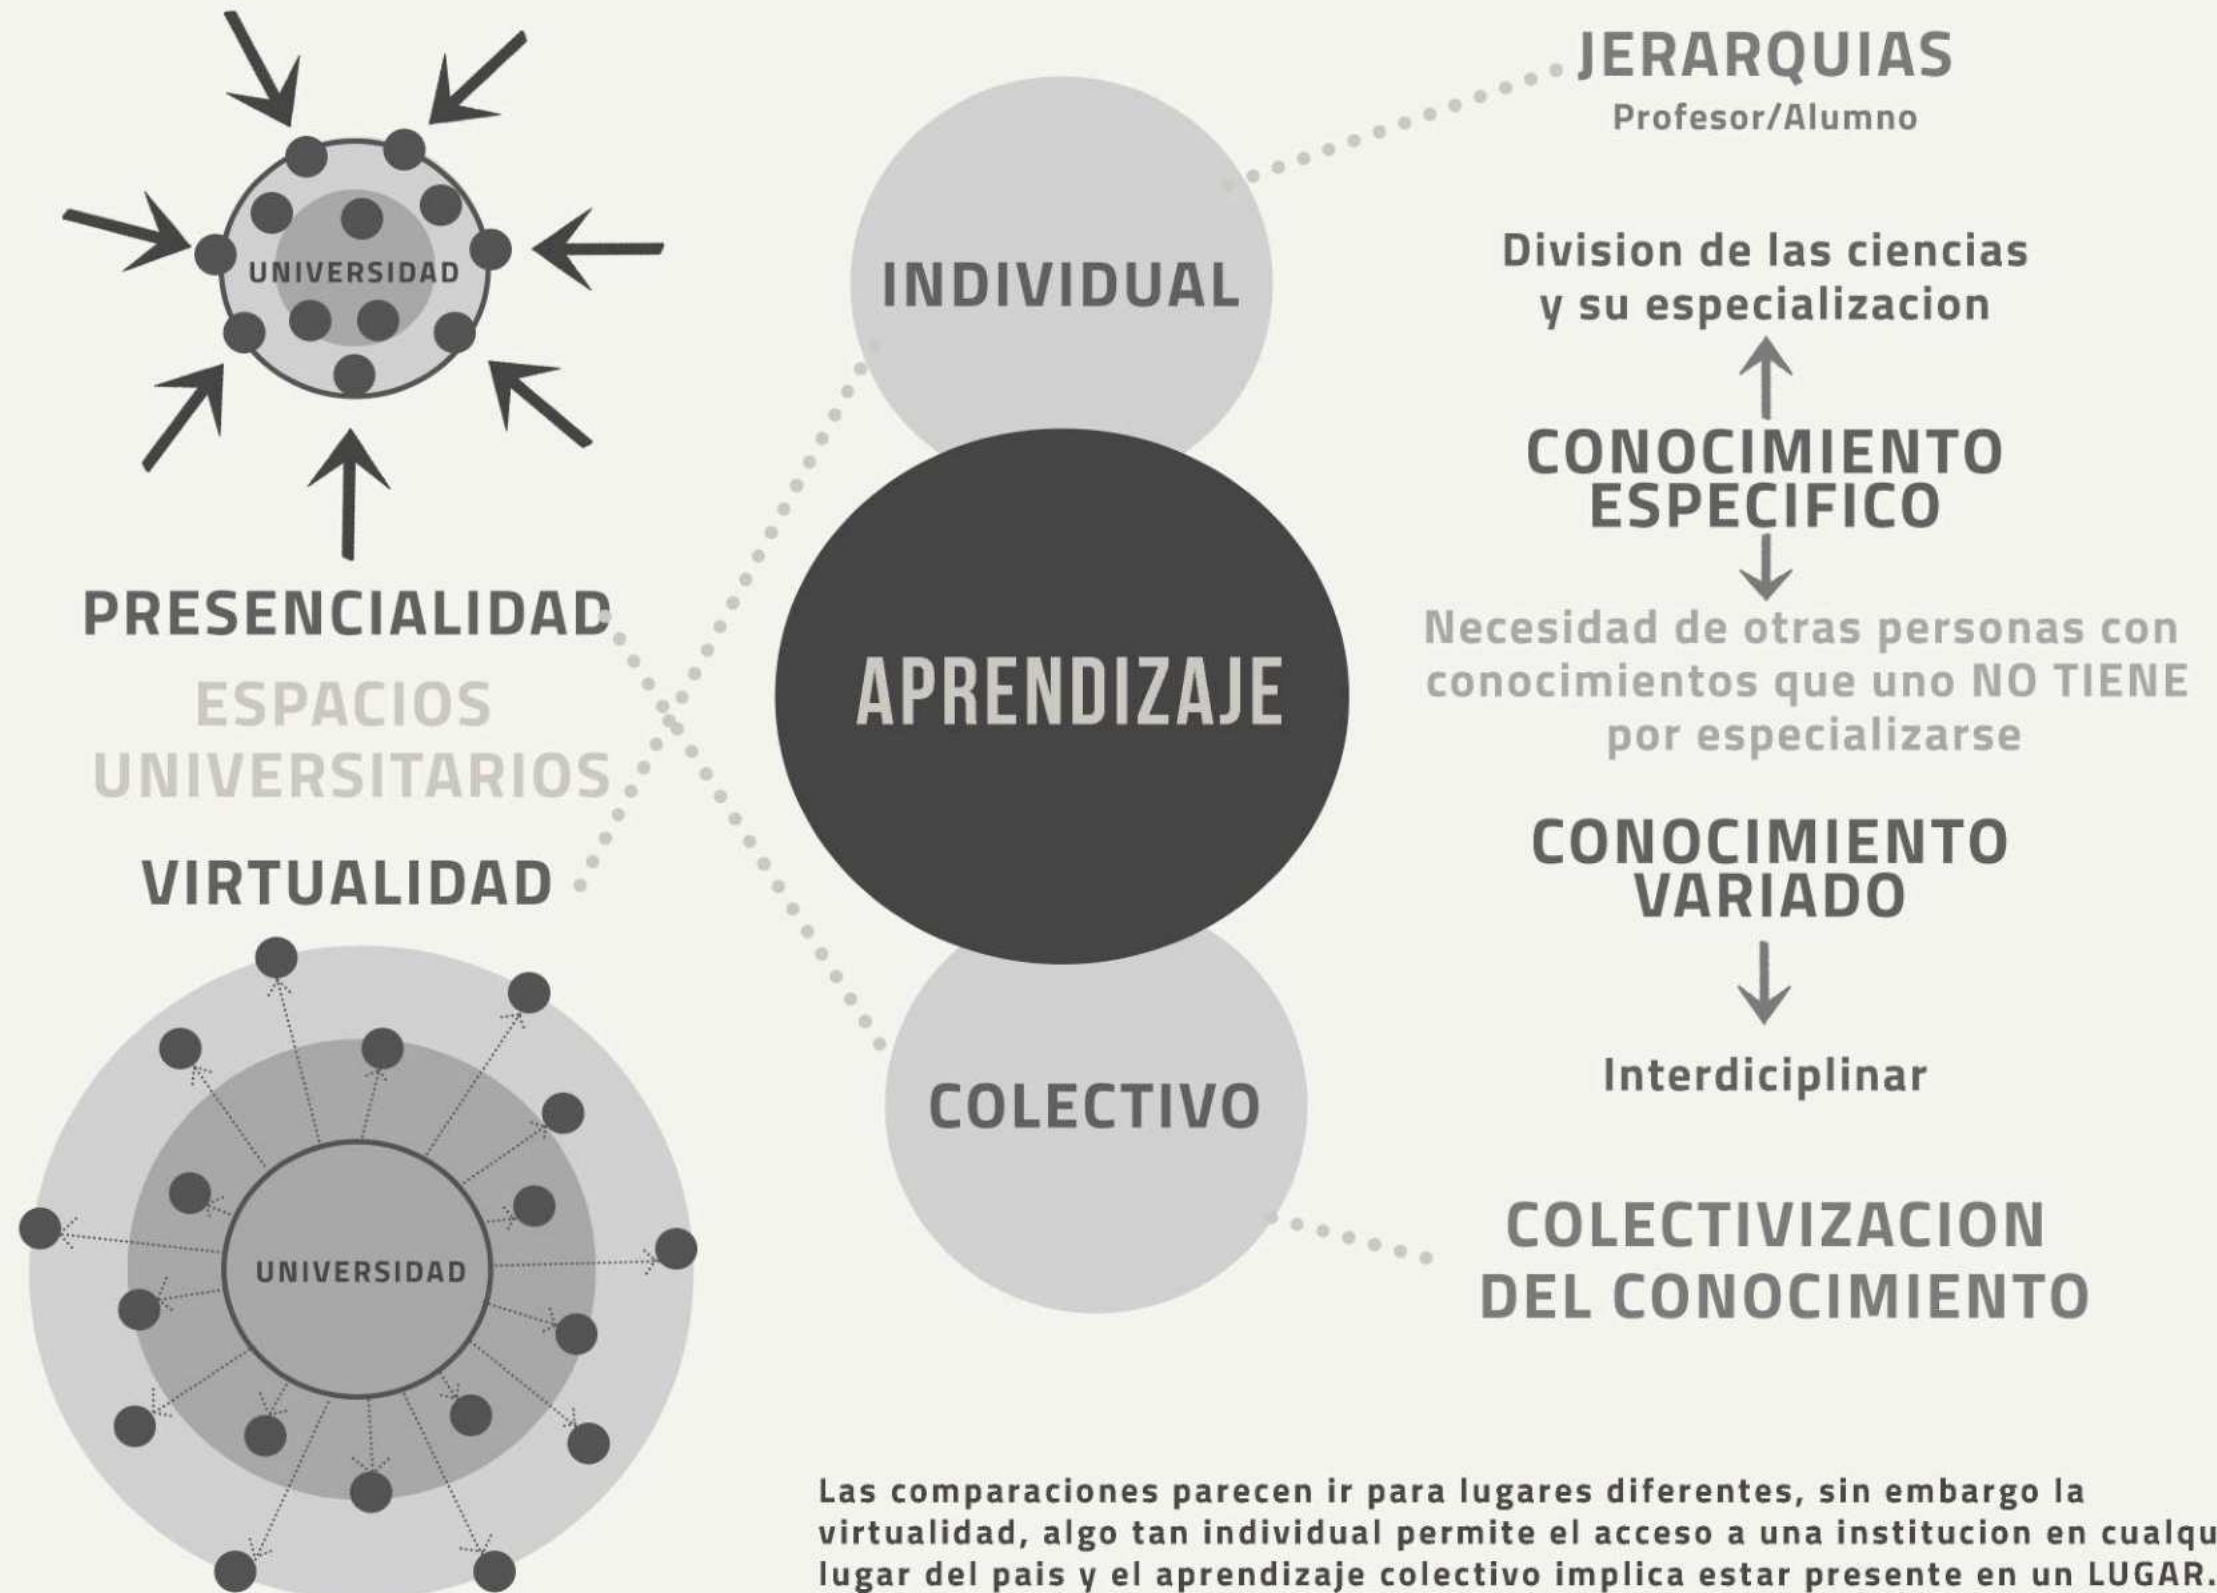 UNIVERSIDAD
PRESENCIALIDAD
ESPACIOS
UNIVERSITARIOS
VIRTUALIDAD
UNIVERSIDAD
INDIVIDUAL
APRENDIZAJE
COLECTIVO
JERARQUIAS
Profesor/Alumno
Division de las ciencias
y su especializacion
CONOCIMIENTO
ESPECIFICO
Necesidad de otras personas con
conocimientos que uno NO TIENE
por especializarse
CONOCIMIENTO
VARIADO
Interdiciplinar
COLECTIVIZACION
DEL CONOCIMIENTO
Las comparaciones parecen ir para lugares diferentes, sin embargo la
virtualidad, algo tan individual permite el acceso a una institucion en cualqu
lugar del pais y el aprendizaje colectivo implica estar presente en un LUGAR.